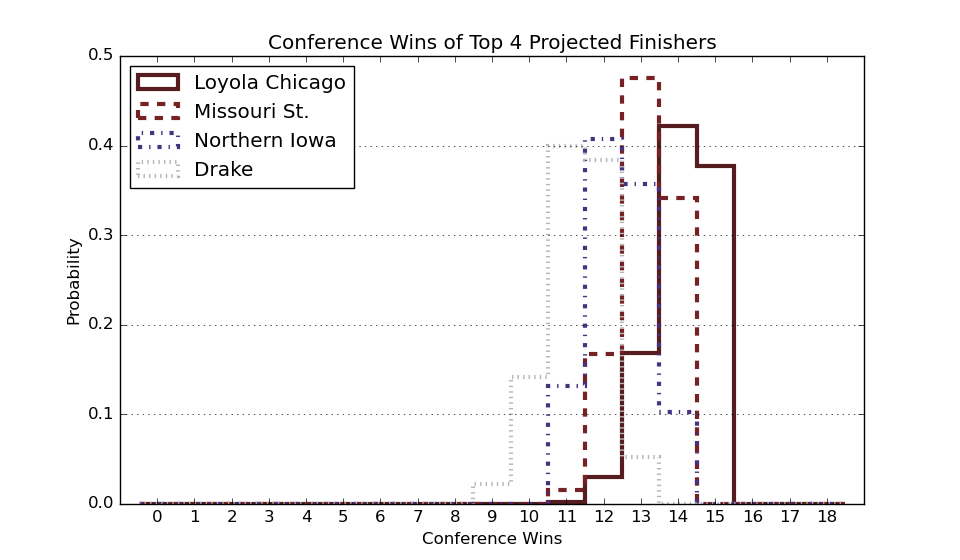 Conference Wins of Top 4 Projected Finishers
Loyola Chicago
Missouri St.
Northern Iowa
Drake
0.5
0.4
0.3
0.2
0.1
0.0
Probability
0 1 2 3 4 5 6 7 8 9 10 11 12 13 14 15 16 17 18
Conference Wins